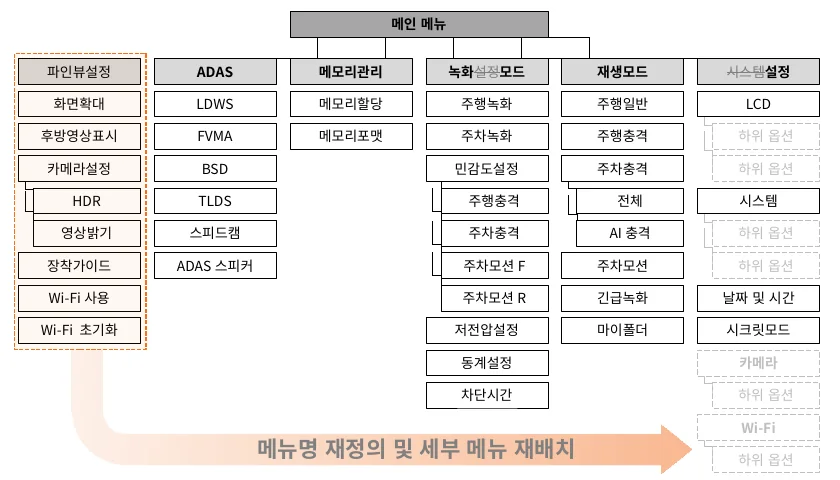 메인 메뉴
파인뷰설정
화면확대
후방영상표시
카메라설정
HDR
영상밝기
장착가이드
Wi-Fi 사용
Wi-Fi 초기화
ADAS
LDWS
FVMA
BSD
TLDS
스피드캠
ADAS 스피커
메모리관리
메모리할당
메모리포맷
녹화설정모드
주행녹화
주차녹화
민감도설정
주행충격
주차충격
주차모션 F
주차모션 R
저전압설정
동계설정
차단시간
재생모드
주행일반
주행충격
주차충격
전체
AI 충격
주차모션
긴급녹화
마이폴더
시스템설정
LCD
하위 옵션
하위 옵션
시스템
하위 옵션
하위 옵션
날짜 및 시간
시크릿모드
카메라
하위 옵션
Wi-Fi
하위 옵션
메뉴명 재정의 및 세부 메뉴 재배치